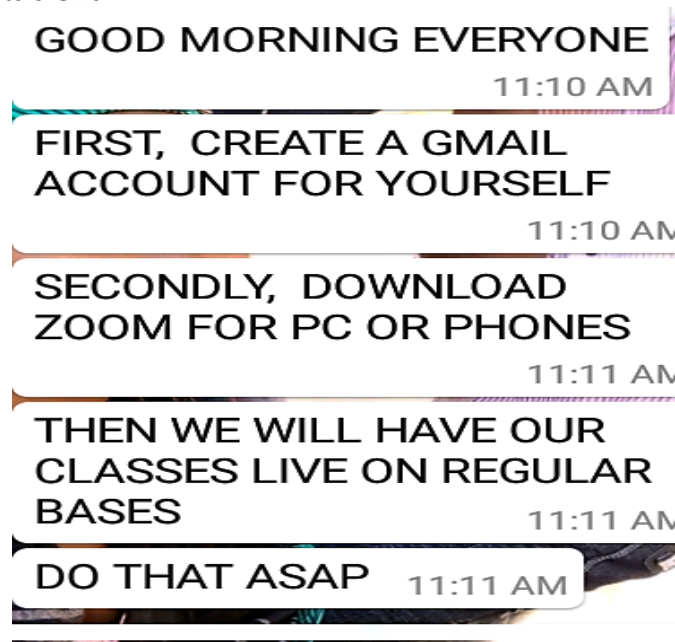 GOOD MORNING EVERYONE
11:10 AM
FIRST, CREATE A GMAIL
ACCOUNT FOR YOURSELF
11:10 AM
SECONDLY, DOWNLOAD
ZOOM FOR PC OR PHONES
11:11 AM
THEN WE WILL HAVE OUR
CLASSES LIVE ON REGULAR
BASES 11:11 AM
DO THAT ASAP 11:11 AM